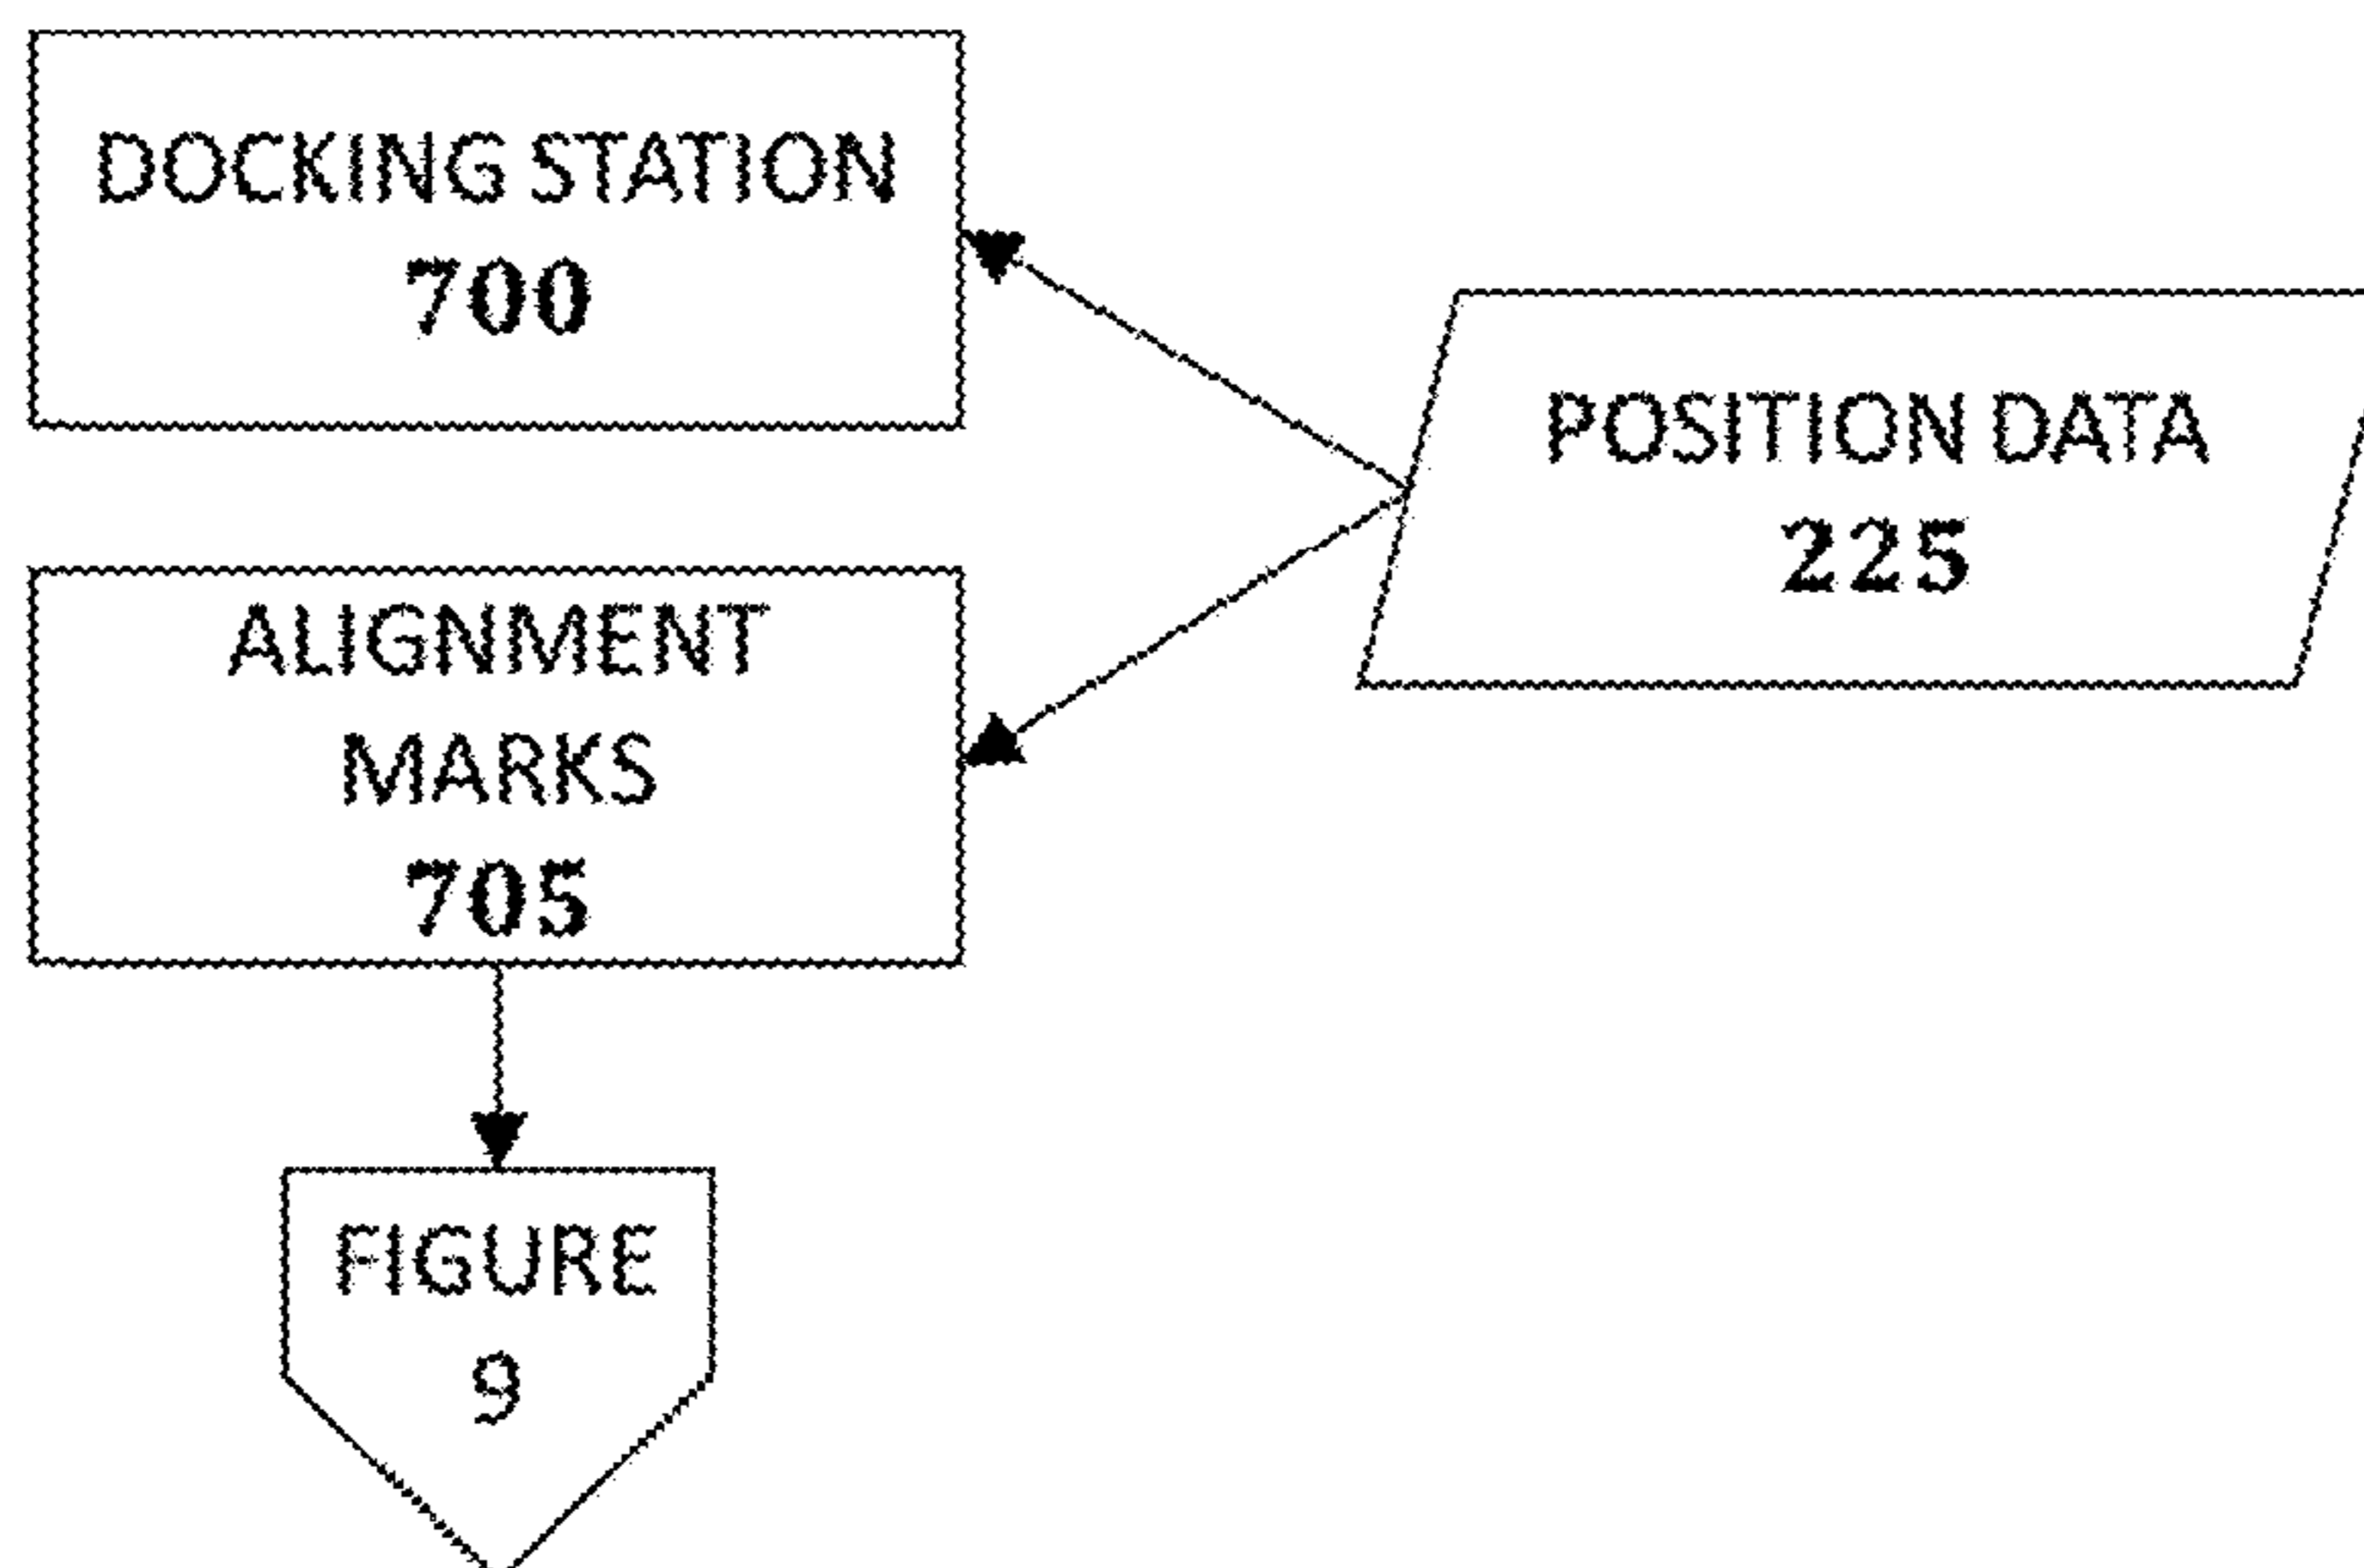 DOCKING STATION
700
POSITION DATA
225
ALIGNMENT
MARKS
705
FIGURE
9